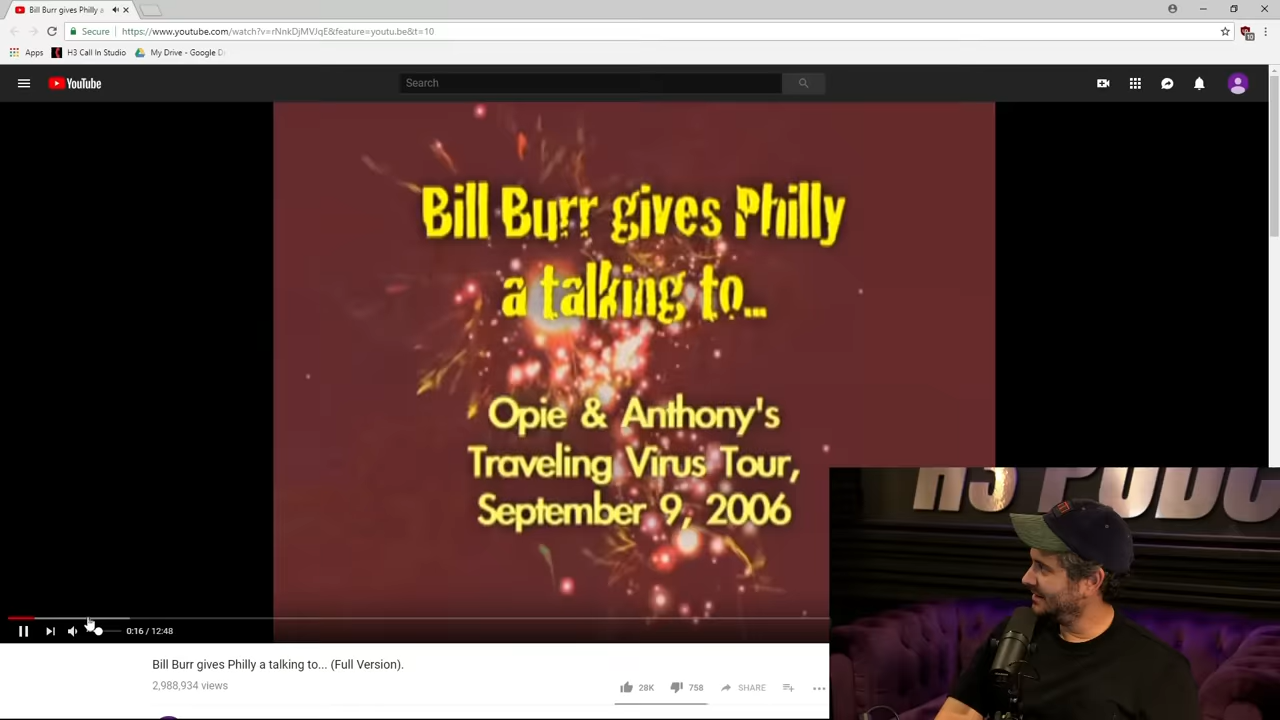 Bill Burr gives Philly a
Secure
https://www.youtube.com/watch?v=rNnkDjMVJqE&feature=youtu.be&t=10
Apps
H3 Call In Studio
My Drive - Google D
10
YouTube
Search
Bill Burr gives Philly
a talking to...
Opie & Anthony's
Traveling Virus Tour,
September 9, 2006
H3 PODC
0:16 / 12:48
Bill Burr gives Philly a talking to... (Full Version).
2,988,934 views
28K
758
SHARE